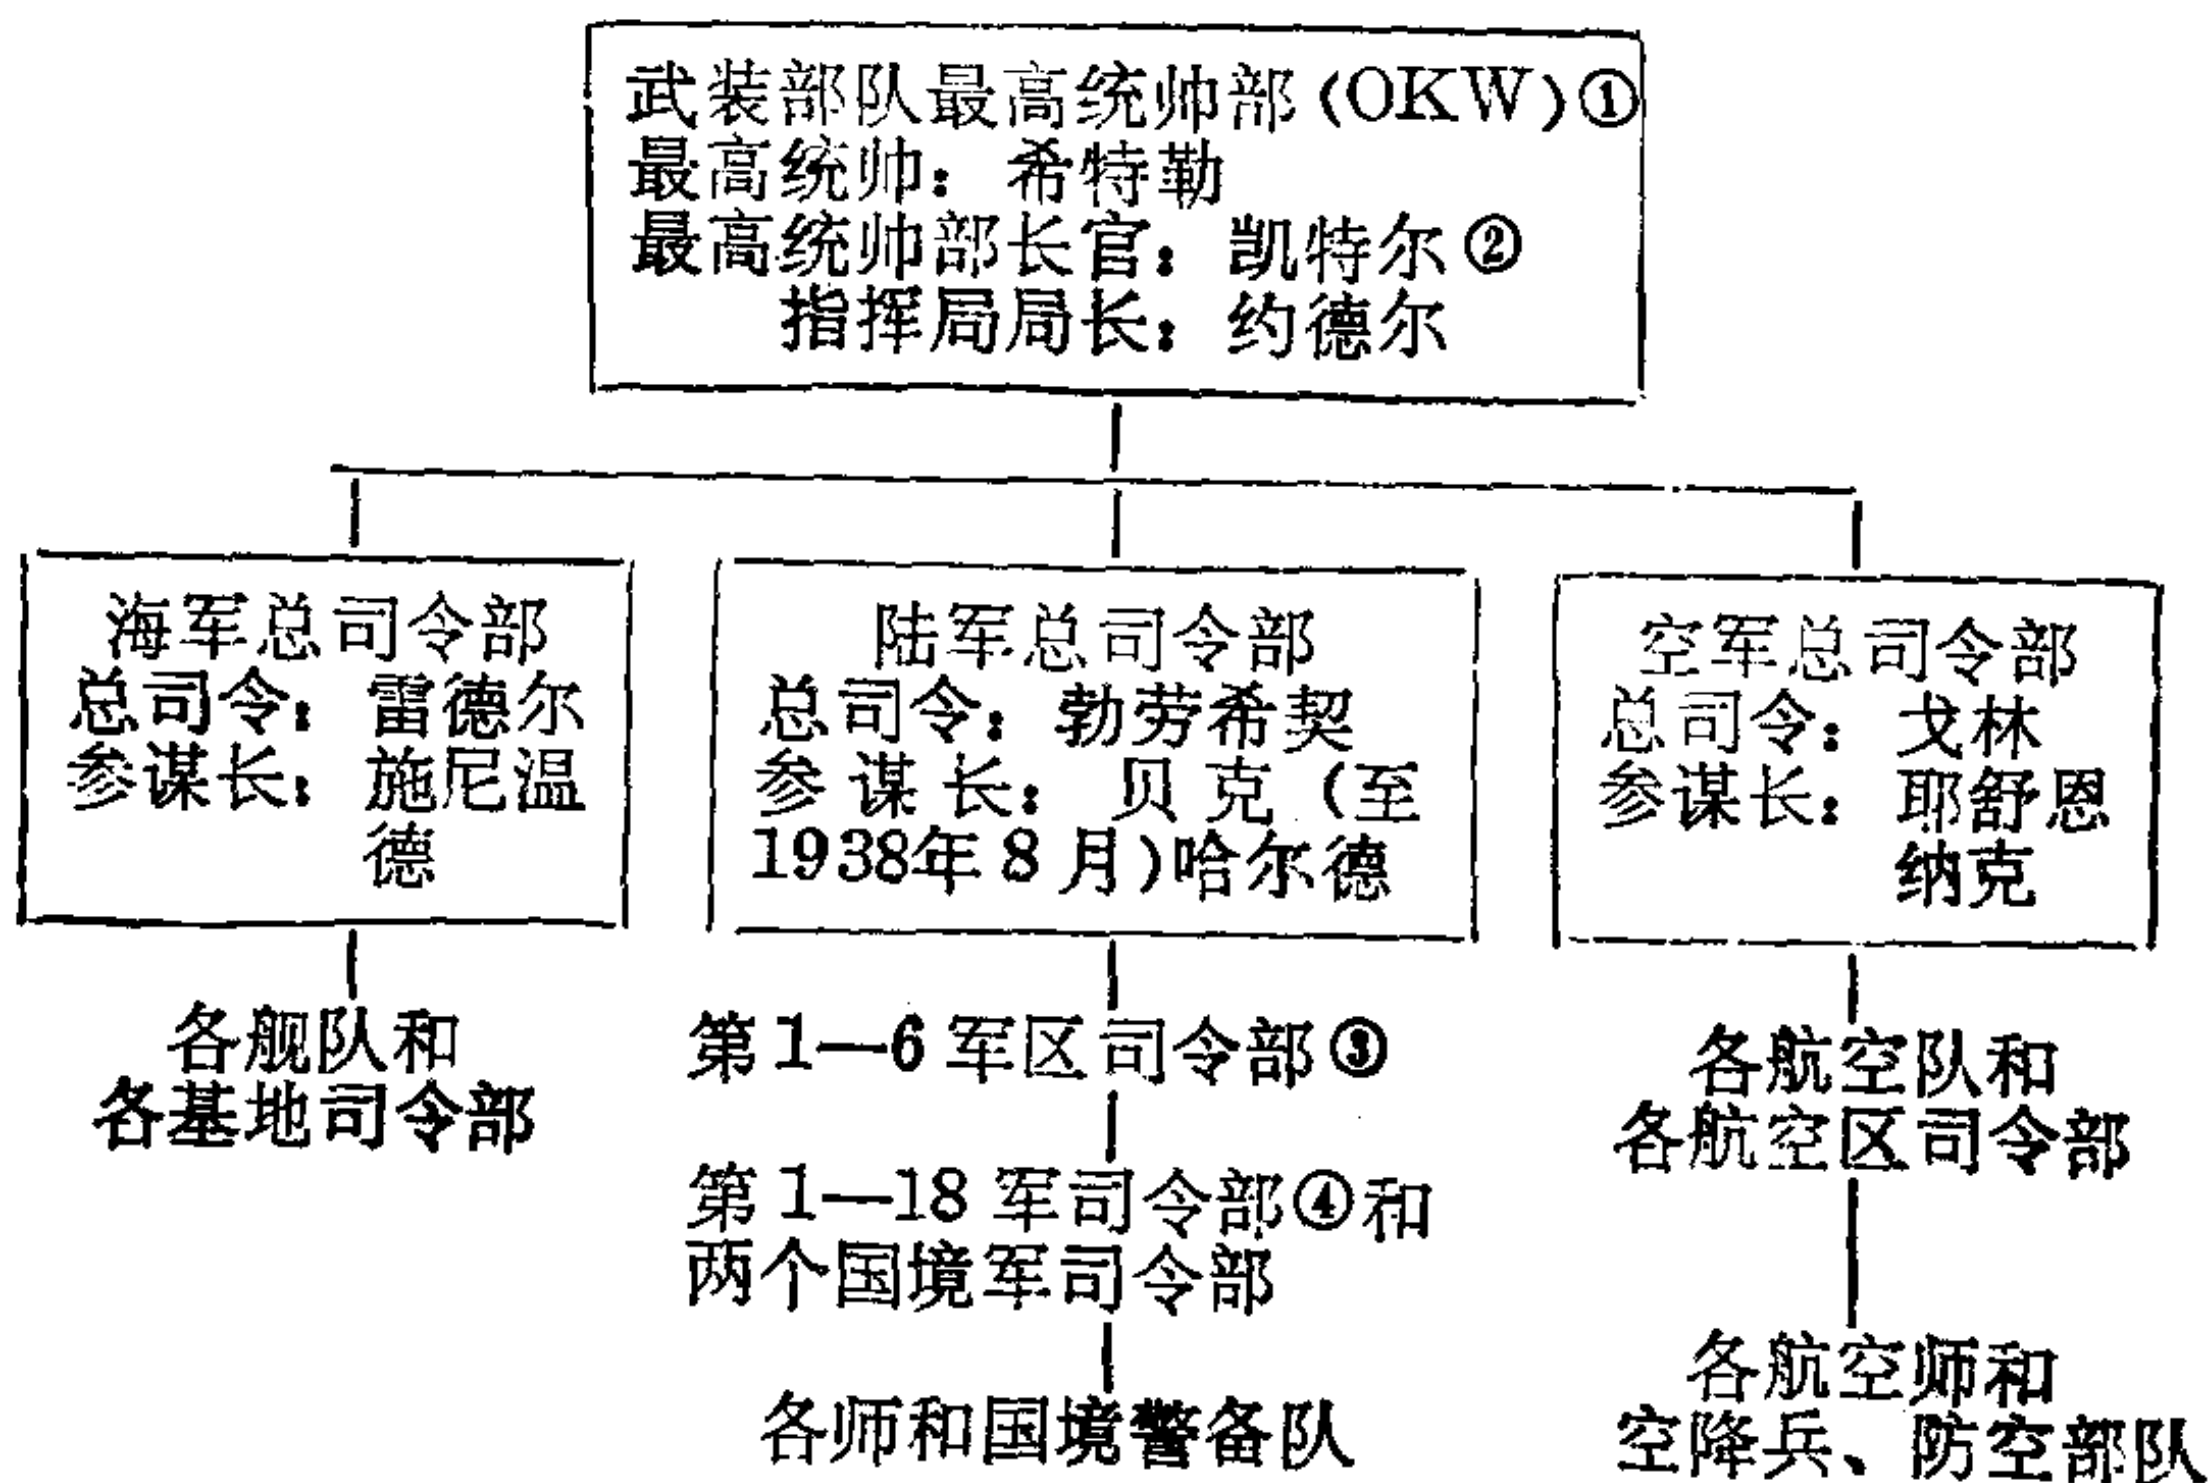 武装部队最高统帅部(OKW)①
最高统帅：希特勒
最高统帅部长官：凯特尔②
指挥局局长：约德尔
海军总司令部
总司令：雷德尔
参谋长：施尼温
德
陆军总司令部
总司令：勃劳希契
参谋长：贝克(至
1938年8月)哈尔德
空军总司令部
总司令：戈林
参谋长：耶舒恩
纳克
各舰队和
各基地司令部
第1—6军区司令部③
第1—18军司令部④和
两个国境军司令部
各师和国境警备队
各航空队和
各航空区司令部
各航空师和
空降兵、防空部队